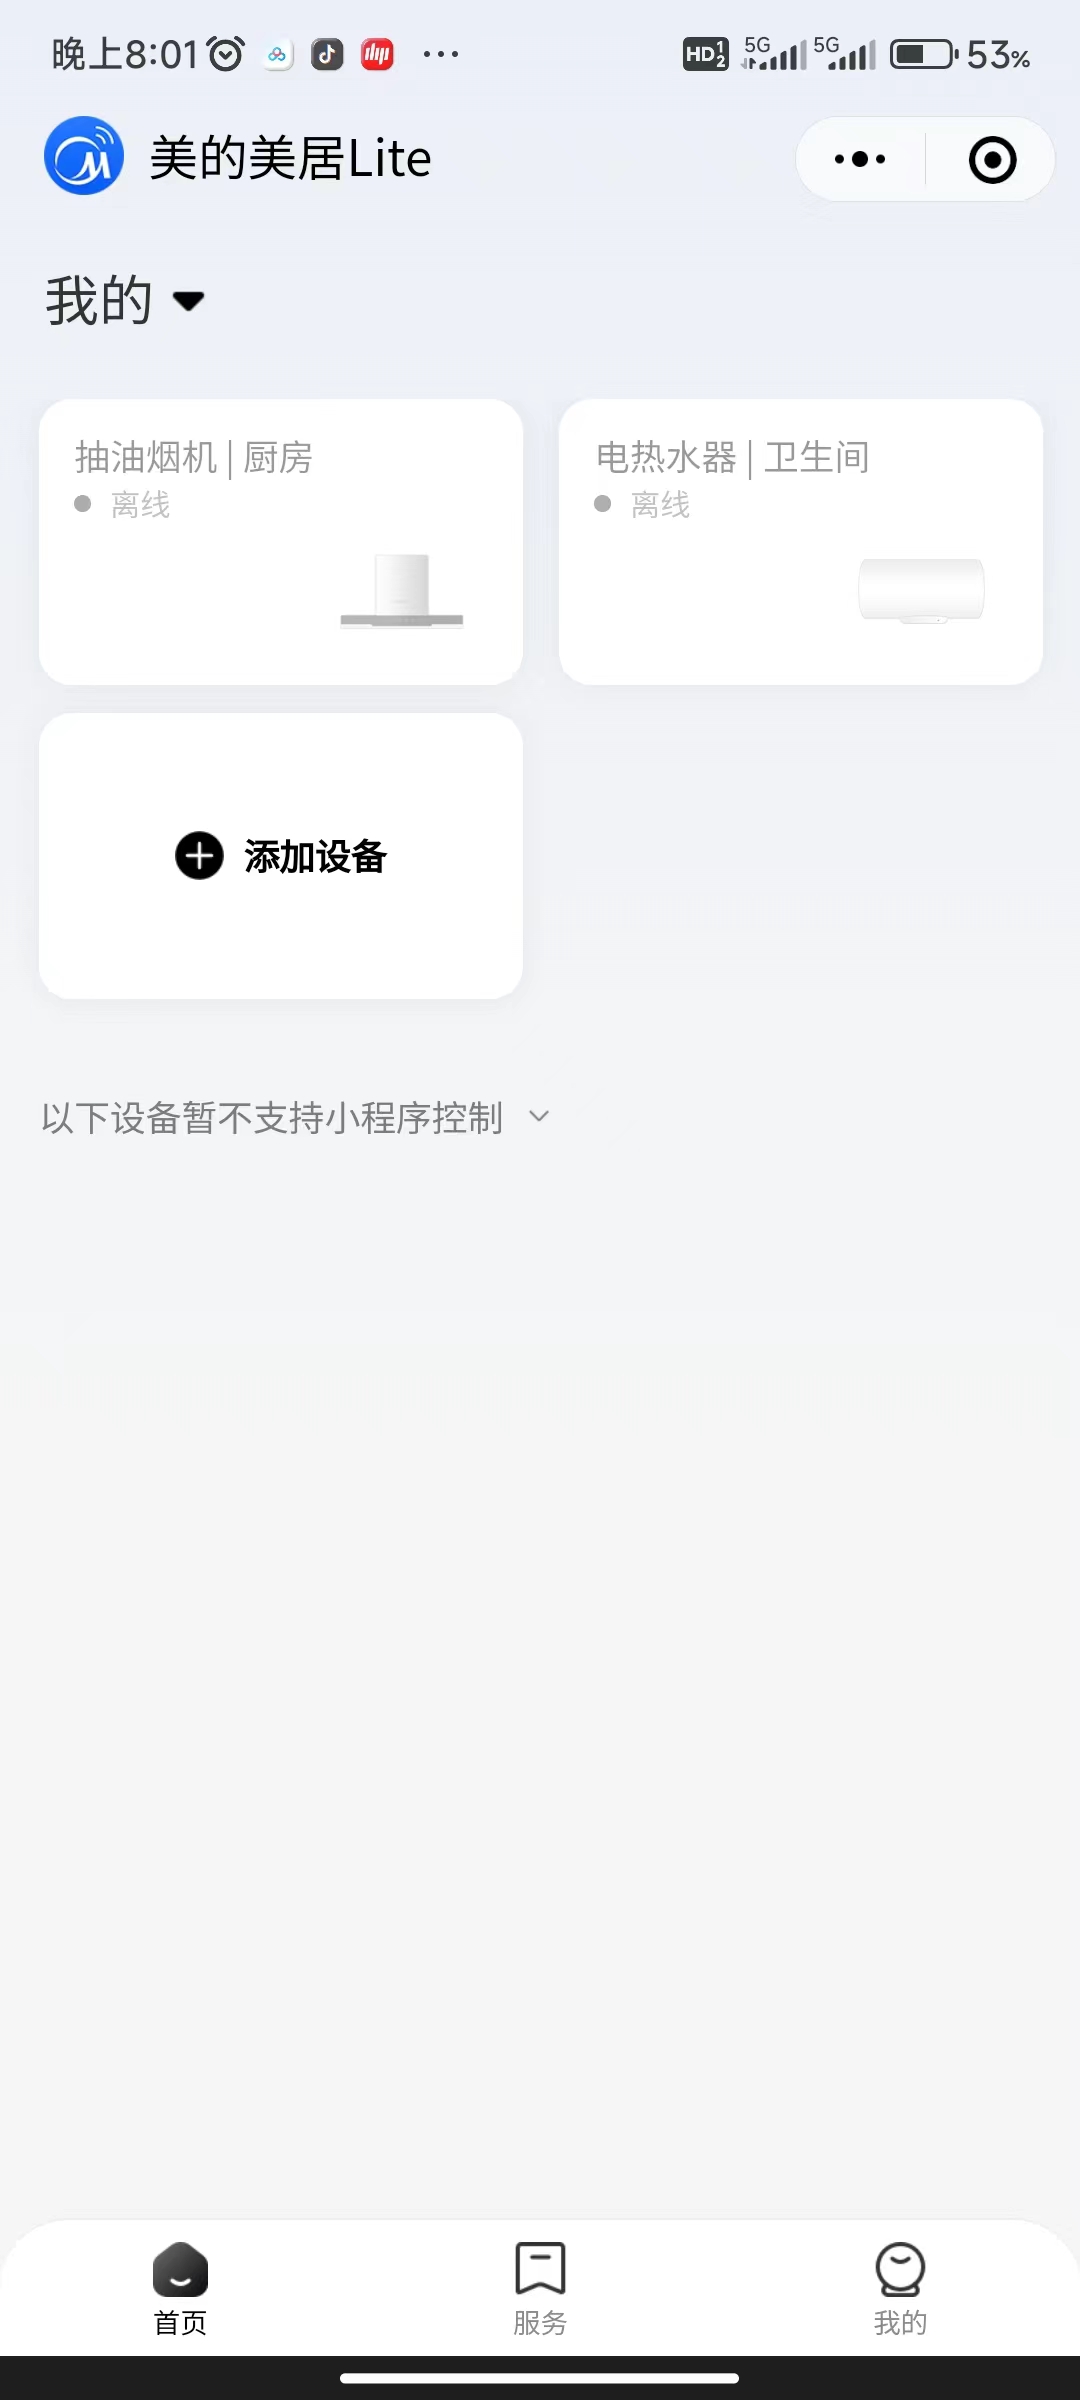 晚上8:01 HD 1 2 5G 5G 53%
美的美居Lite
我的
抽油烟机 | 厨房
离线
电热水器 | 卫生间
离线
添加设备
以下设备暂不支持小程序控制
首页 服务 我的